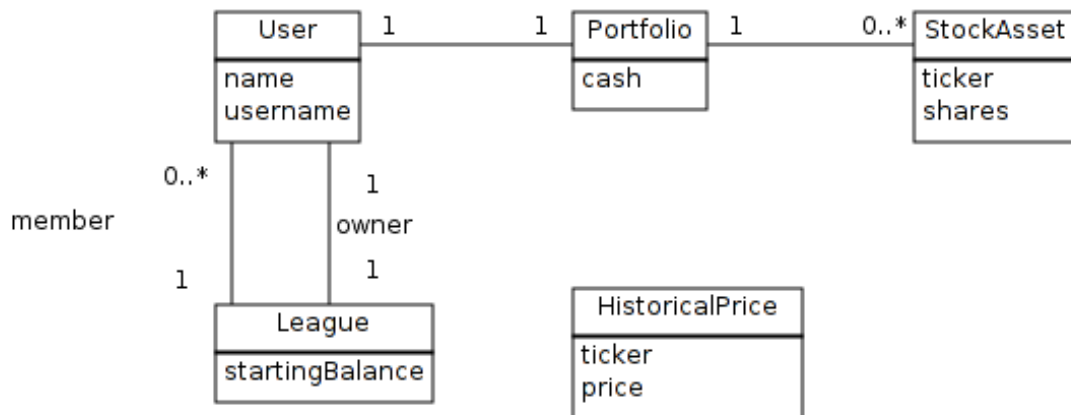 User
1
1
Portfolio
1
0..*
StockAsset
name
username
cash
ticker
shares
0..*
1
member
owner
1
1
League
startingBalance
HistoricalPrice
ticker
price